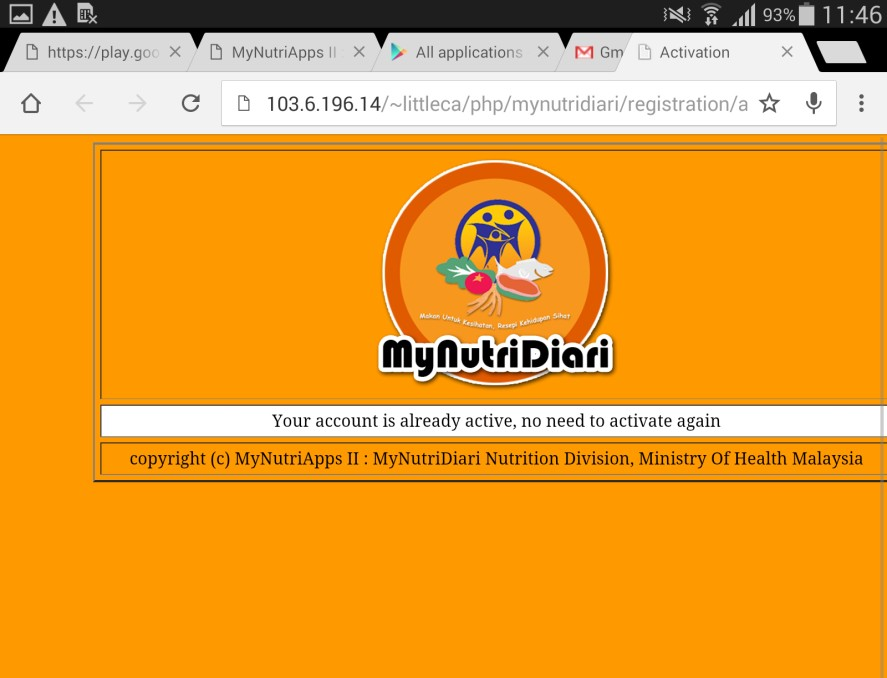 93% 11:46
https://play.goo
MyNutriApps II :
All applications
Gm
Activation
103.6.196.14/~littleca/php/mynutridiari/registration/a
Makan Untuk Kesihatan, Resepi Kehidupan Sihat
MyNutriDiari
Your account is already active, no need to activate again
copyright (c) MyNutriApps II : MyNutriDiari Nutrition Division, Ministry Of Health Malaysia